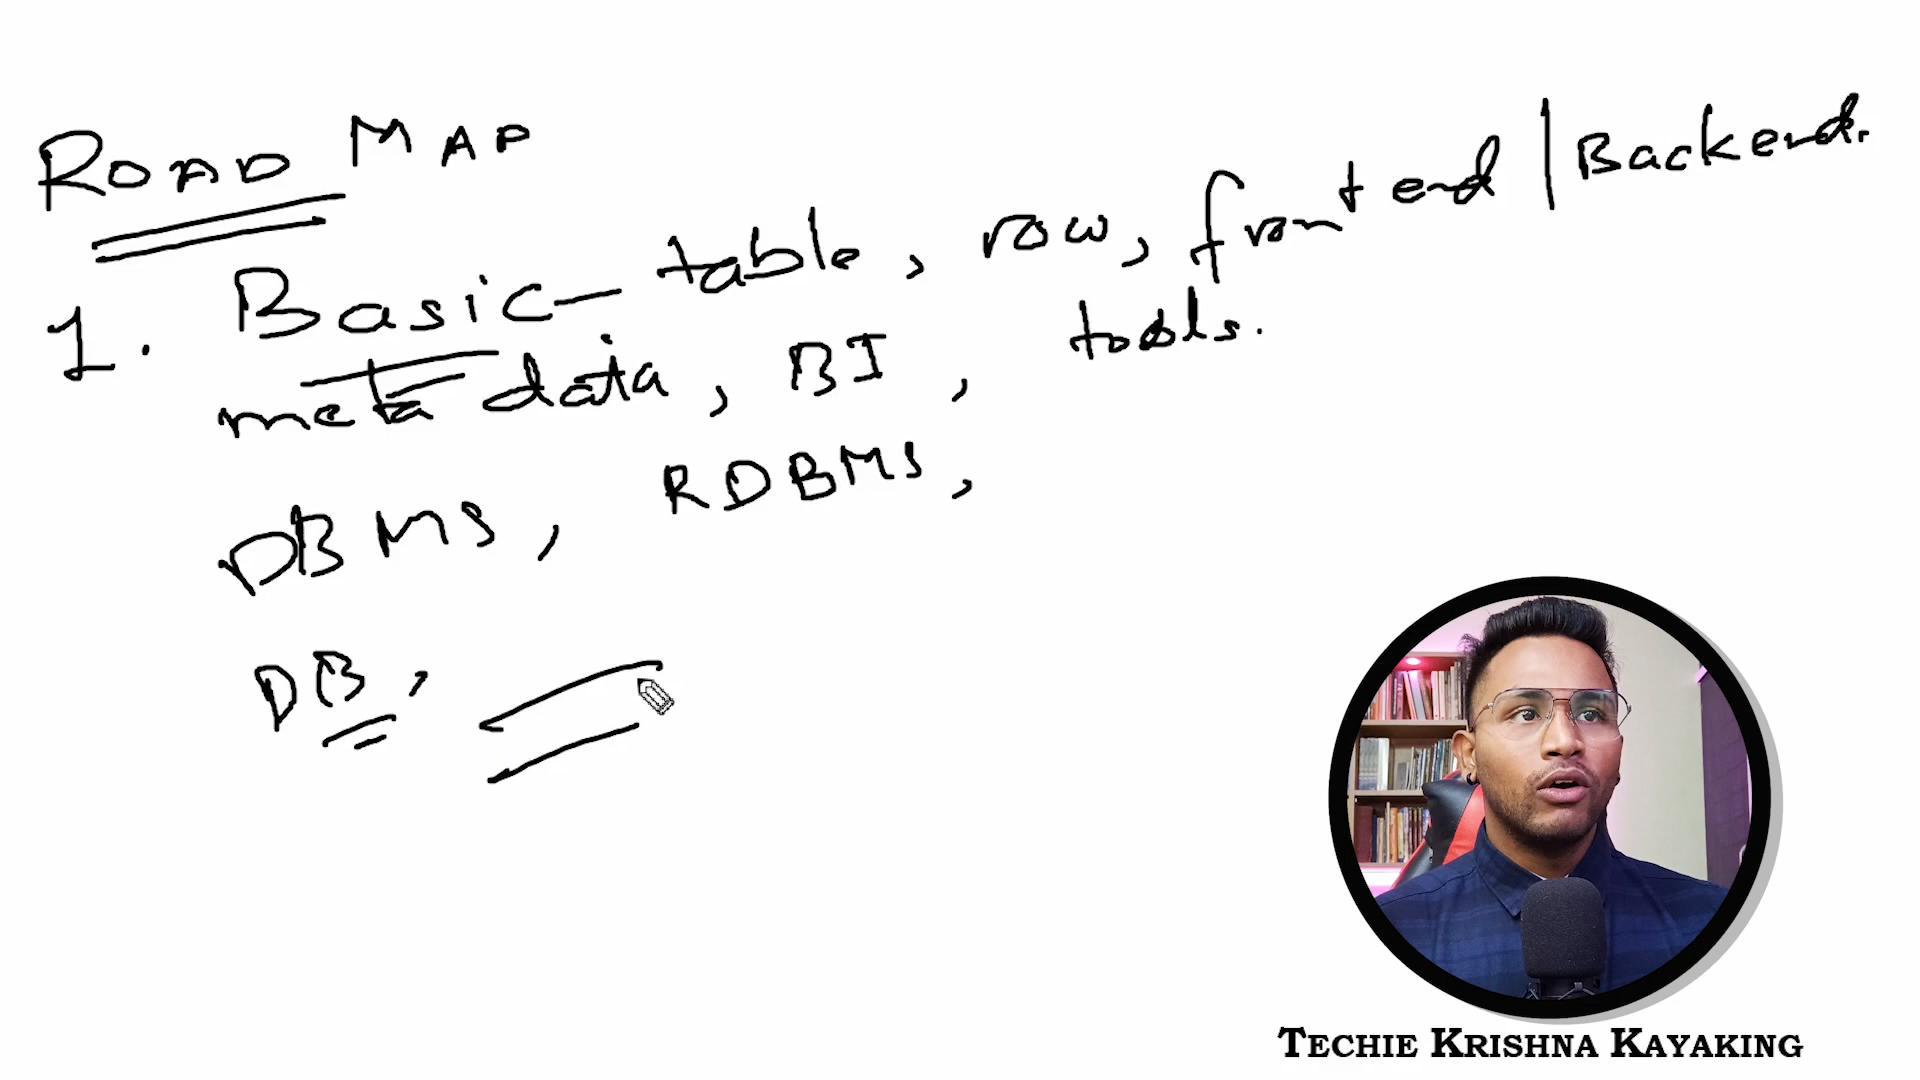 ROAD MAP
1. Basic — table, row, frontend | Backend.
meta data, BI, tools.
DBMS, RDBMS,
DB,
TECHIE KRISHNA KAYAKING